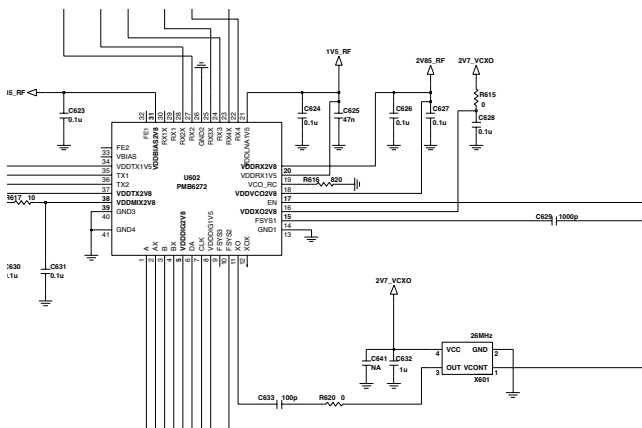 1V5_RF
2V85_RF
2V7_VCXO
R615
0
C623
0.1u
C624
0.1u
C625
47n
C626
0.1u
C627
0.1u
C628
0.1u
32 31 30 29 28 27 26 25 24 23 22 21
FE1
VDDBIAS2V8
RX1X
RX1
RX2X
RX2
GND2
RX3X
RX3
RX4X
RX4
VDDLNA1V5
U602
PMB6272
33
FE2
34
VBIAS
35
VDDTX1V5
36
TX1
37
TX2
38
VDDTX2V8
39
VDDMIX2V8
40
GND3
41
GND4
VDDRX2V8
20
VDDRX1V5
19
VCO_RC
18
VDDVCO2V8
17
EN
16
VDDXO2V8
15
FSYS1
14
GND1
13
R616 820
R617 10
C629 1000p
C631
0.1u
A
AX
B
BX
VDDDIG2V8
DA
CLK
VDDDIG1V5
FSYS3
FSYS2
XO
XOX
1 2 3 4 5 6 7 8 9 10 11 12
2V7_VCXO
C641
NA
C632
1u
26MHz
4 VCC GND 2
3 OUT VCONT 1
X601
C633 100p
R620 0